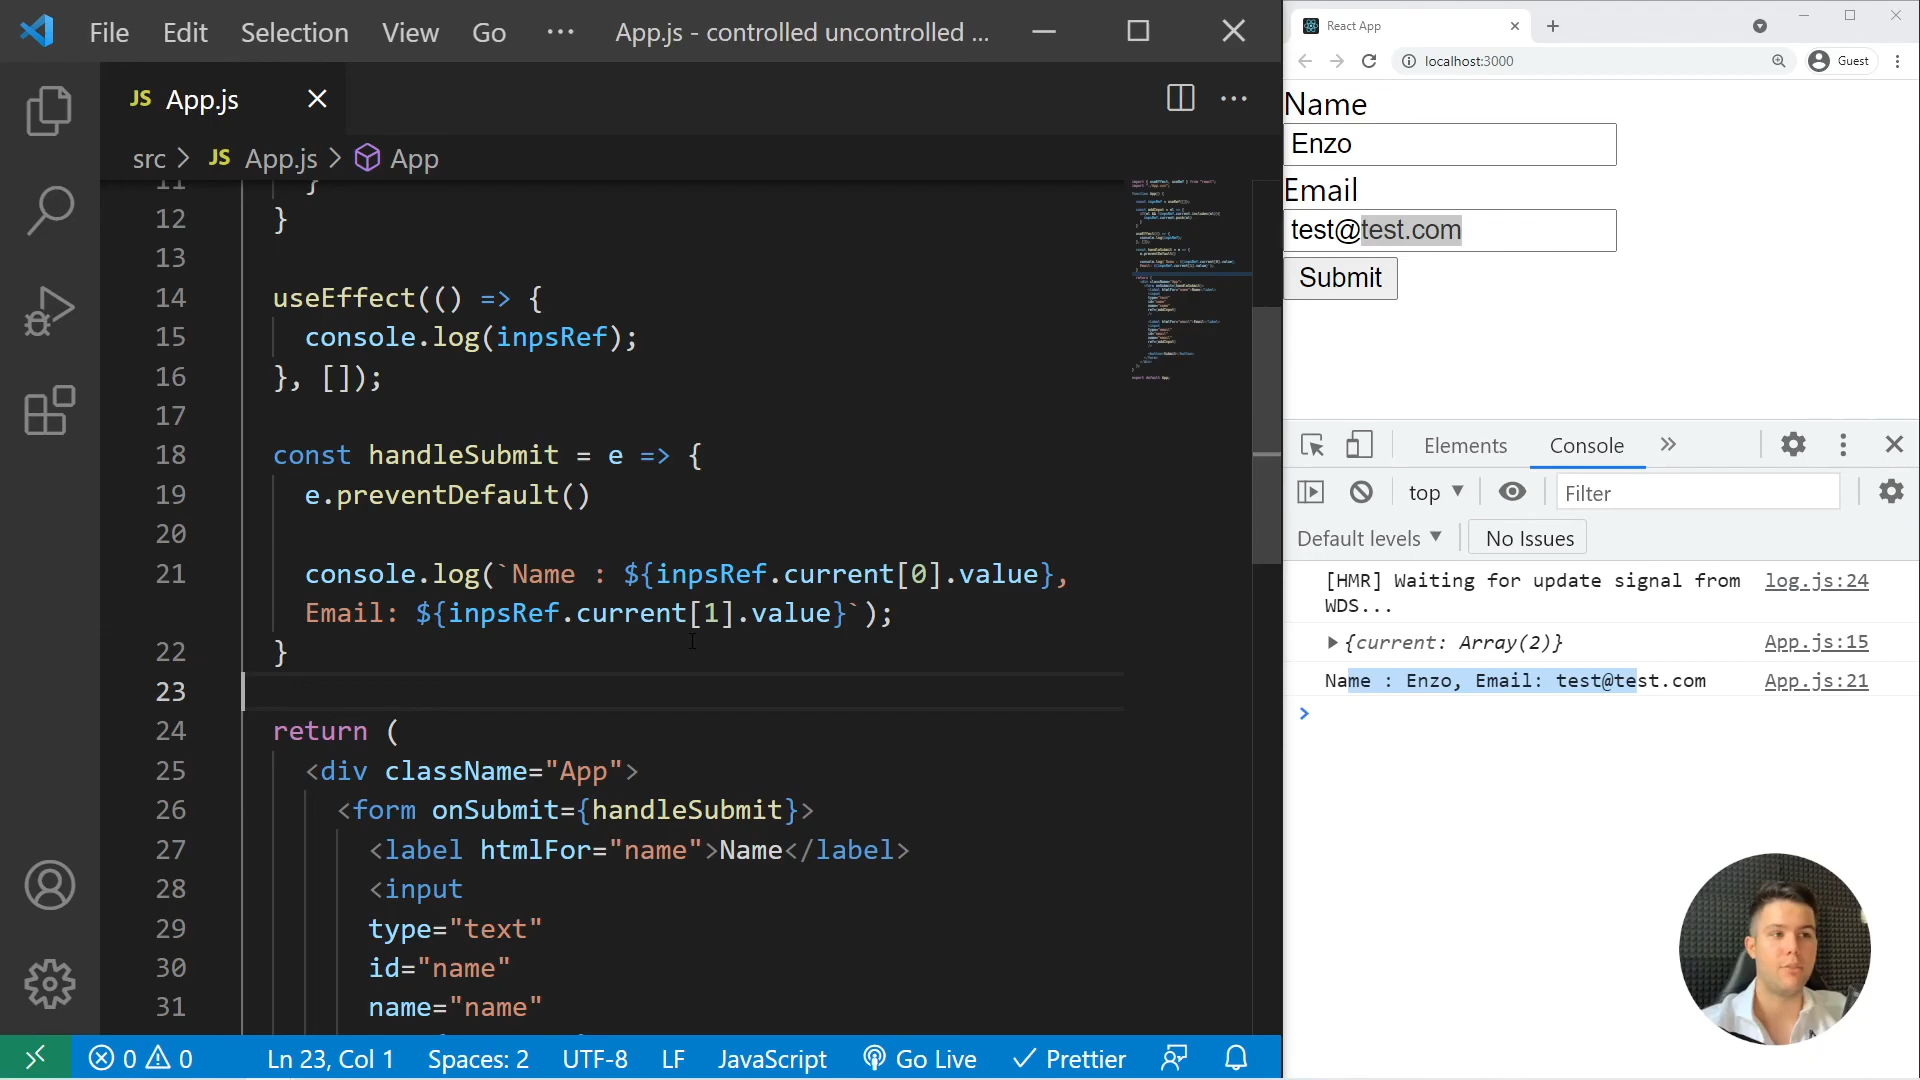 File Edit Selection View Go ··· App.js - controlled uncontrolled ...
JS App.js
src > JS App.js > App
11 }
12 }
13
14 useEffect(() => {
15 console.log(inpsRef);
16 }, []);
17
18 const handleSubmit = e => {
19 e.preventDefault()
20
21 console.log(`Name : ${inpsRef.current[0].value},
Email: ${inpsRef.current[1].value}`);
22 }
23
24 return (
25 <div className="App">
26 <form onSubmit={handleSubmit}>
27 <label htmlFor="name">Name</label>
28 <input
29 type="text"
30 id="name"
31 name="name"
0 0 Ln 23, Col 1 Spaces: 2 UTF-8 LF JavaScript Go Live Prettier
React App
localhost:3000 Guest
Name
Enzo
Email
test@test.com
Submit
Elements Console
top Filter
Default levels No Issues
[HMR] Waiting for update signal from log.js:24
WDS...
{current: Array(2)} App.js:15
Name : Enzo, Email: test@test.com App.js:21